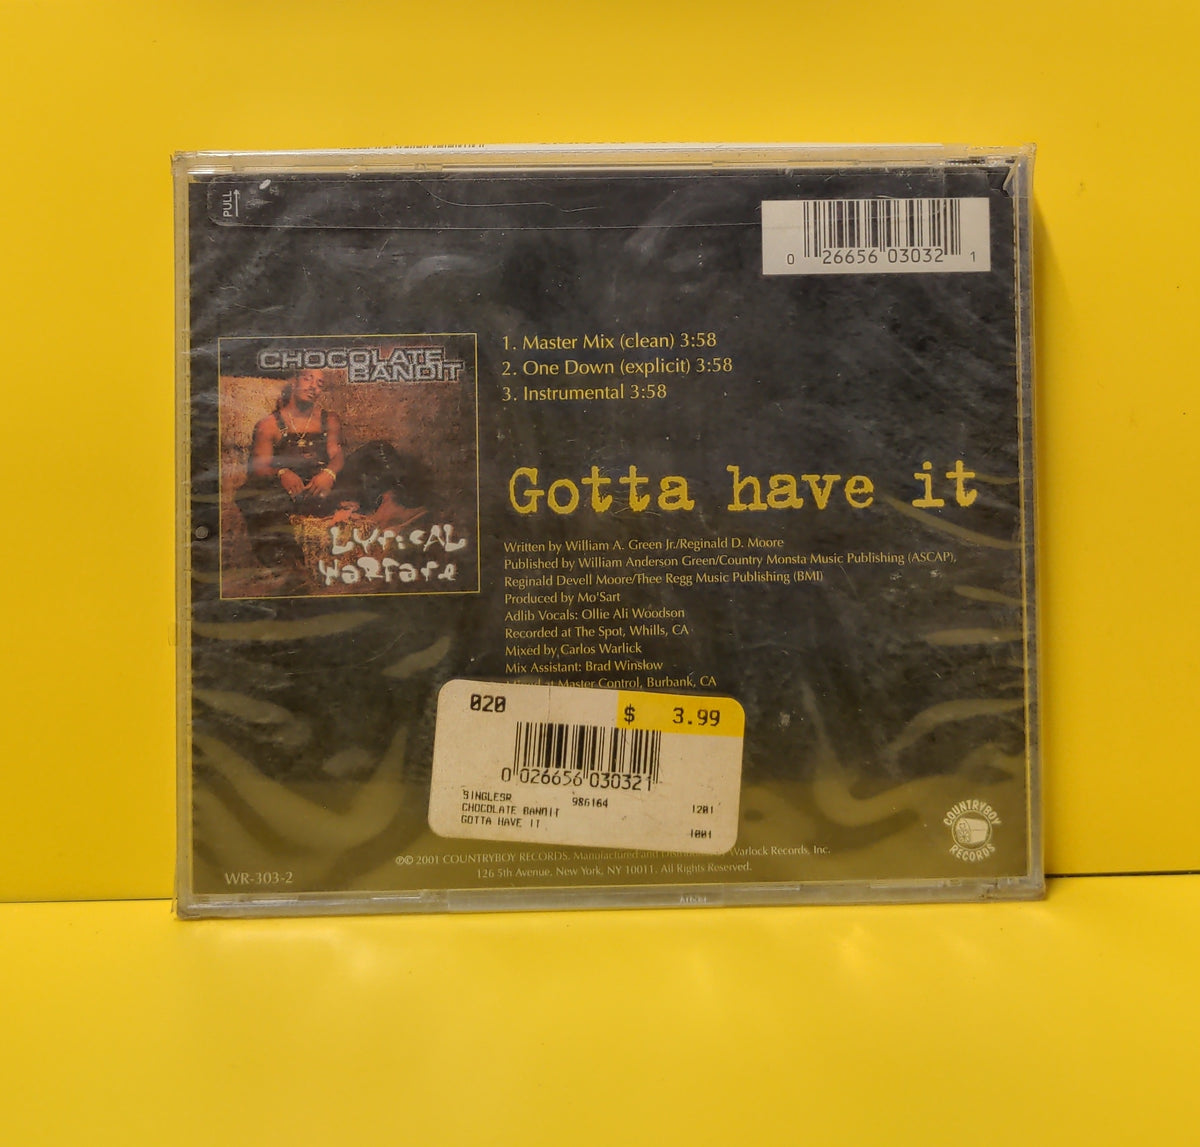 PULL
0 26656 03032 1
CHOCOLATE
BANDIT
LYricAL
WaRFare
1. Master Mix (clean) 3:58
2. One Down (explicit) 3:58
3. Instrumental 3:58
Gotta have it
Written by William A. Green Jr./Reginald D. Moore
Published by William Anderson Green/Country Monsta Music Publishing (ASCAP),
Reginald Devell Moore/Thee Regg Music Publishing (BMI)
Produced by Mo'Sart
Adlib Vocals: Ollie Ali Woodson
Recorded at The Spot, Whills, CA
Mixed by Carlos Warlick
Mix Assistant: Brad Winslow
Mixed at Master Control, Burbank, CA
020
$ 3.99
0 026656 030321
SINGLESR 986164
CHOCOLATE BANDIT 1201
GOTTA HAVE IT
1001
COUNTRYBOY
RECORDS
℗© 2001 COUNTRYBOY RECORDS. Manufactured and Distributed by Warlock Records, Inc.
126 5th Avenue, New York, NY 10011. All Rights Reserved.
WR-303-2